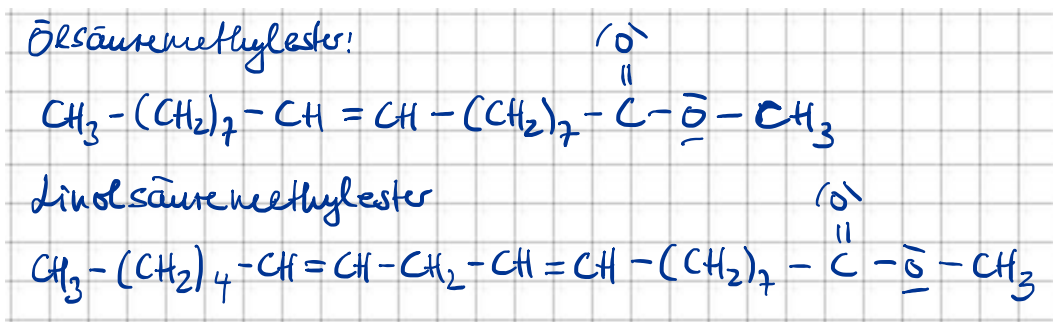 Ölsäuremethylester:
O
||
CH₃-(CH₂)₇-CH=CH-(CH₂)₇-C-O-CH₃
Linolsäuremethylester
O
||
CH₃-(CH₂)₄-CH=CH-CH₂-CH=CH-(CH₂)₇-C-O-CH₃